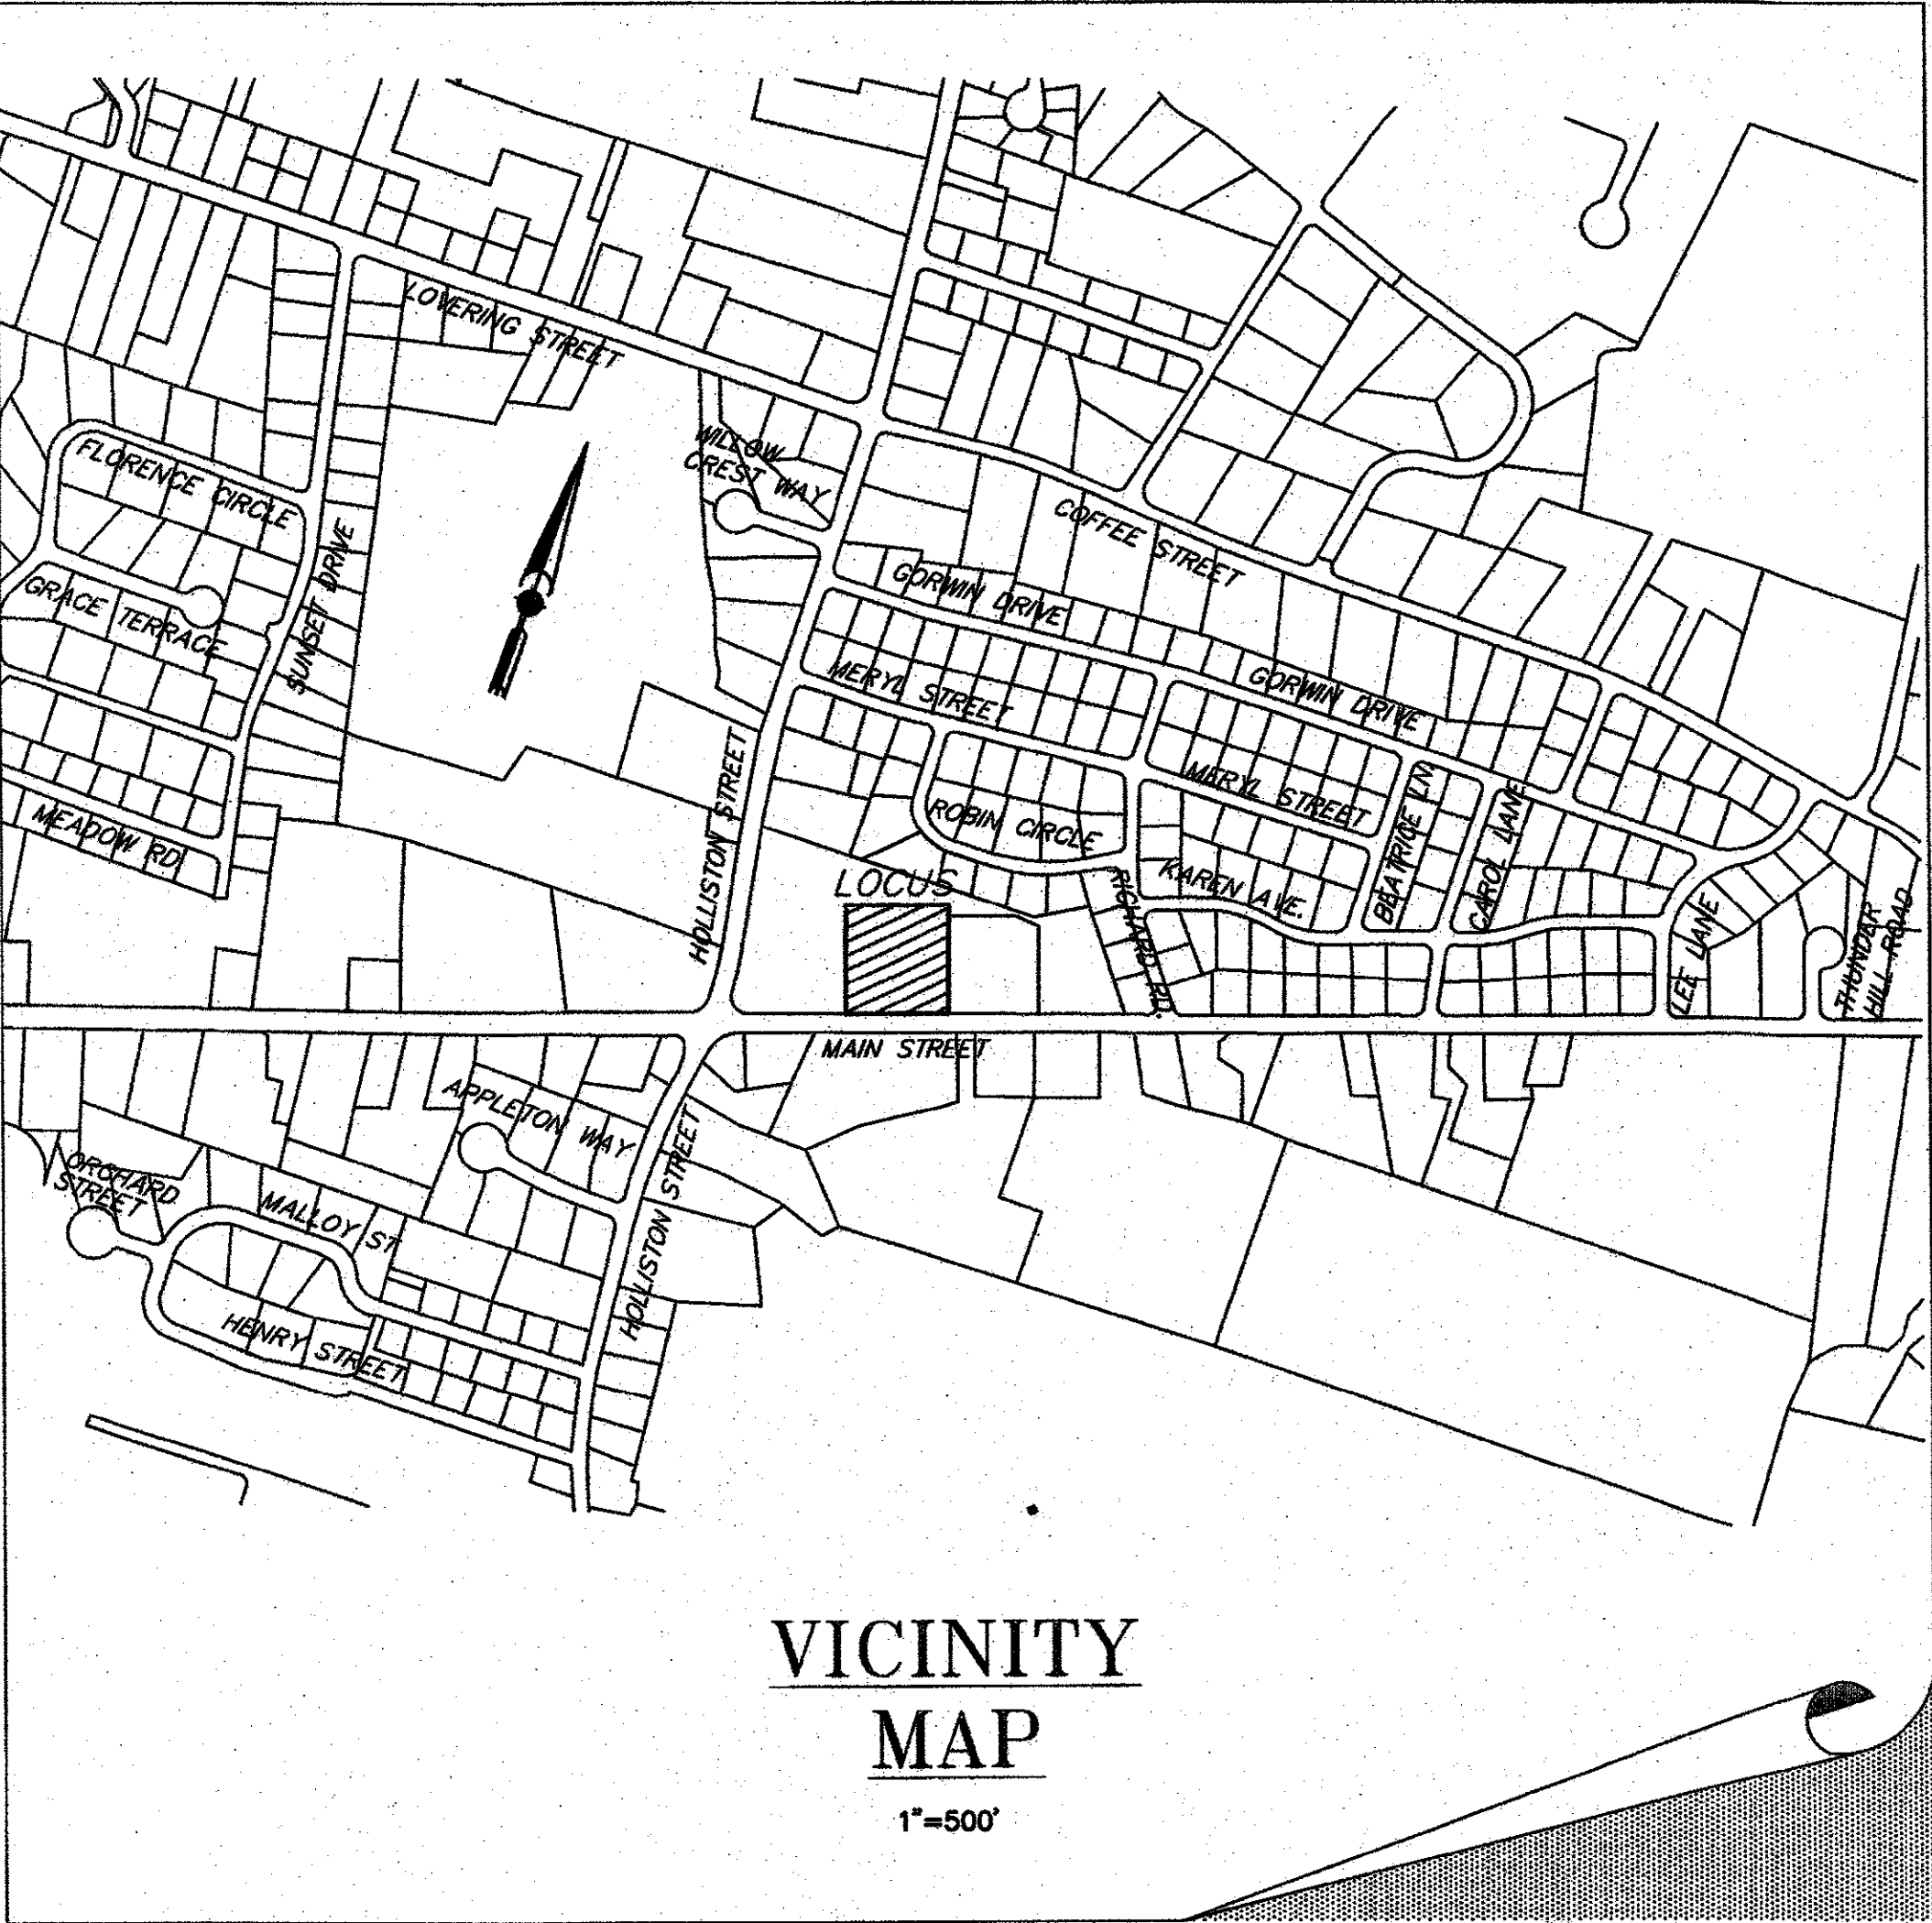 LOVERING STREET
WILLOW
CREST WAY
FLORENCE CIRCLE
COFFEE STREET
GRACE TERRACE
SUNSET DRIVE
GORWIN DRIVE
GORWIN DRIVE
MERYL STREET
MERYL STREET
HOLLISTON STREET
ROBIN CIRCLE
MEADOW RD
BEATRICE LN
CAROL LANE
KAREN AVE.
RICHARD RD.
LOCUS
LEE LANE
THUNDER
HILL ROAD
MAIN STREET
APPLETON WAY
HOLLISTON STREET
ORCHARD
STREET
MALLOY ST
HENRY STREET
VICINITY
MAP
1"=500'